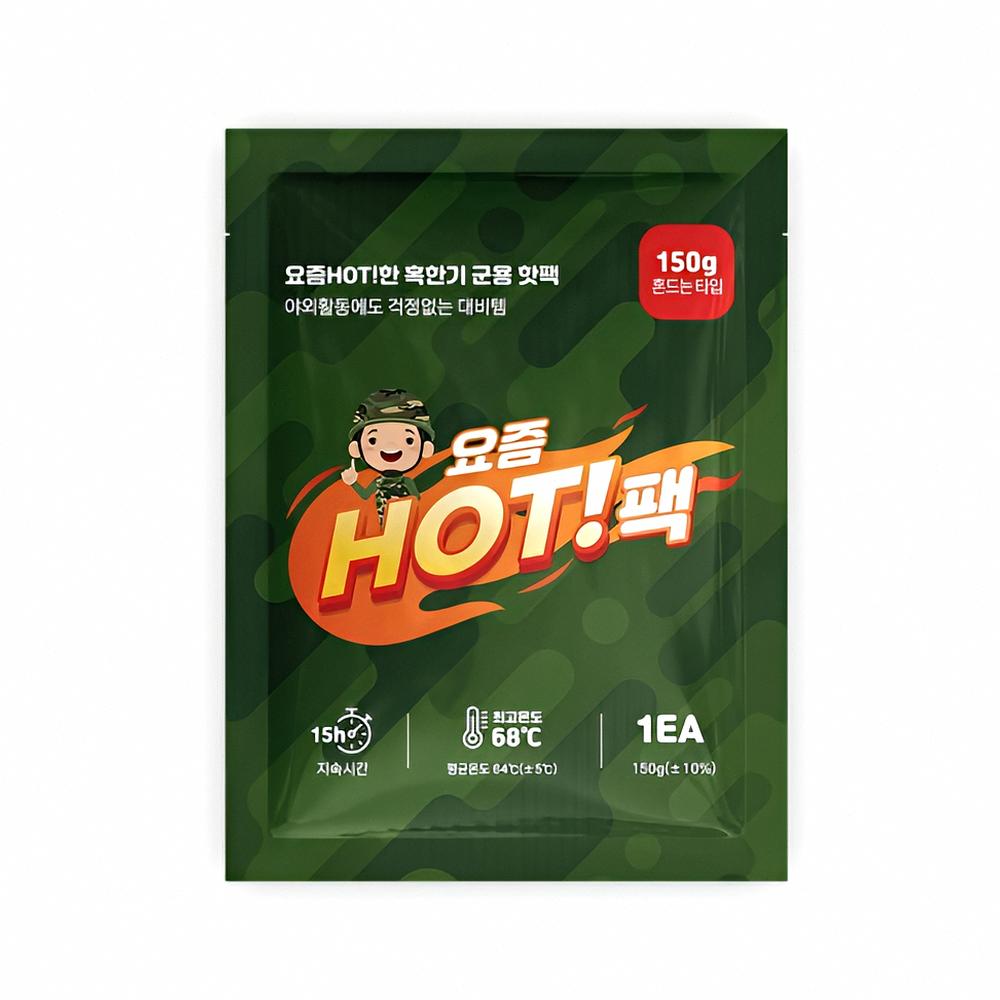 요즘HOT!한 혹한기 군용 핫팩
야외활동에도 걱정없는 대비템
150g
흔드는 타입
요즘
HOT! 팩
15h
지속시간
최고온도
68℃
평균온도 64℃(±5℃)
1EA
150g(±10%)